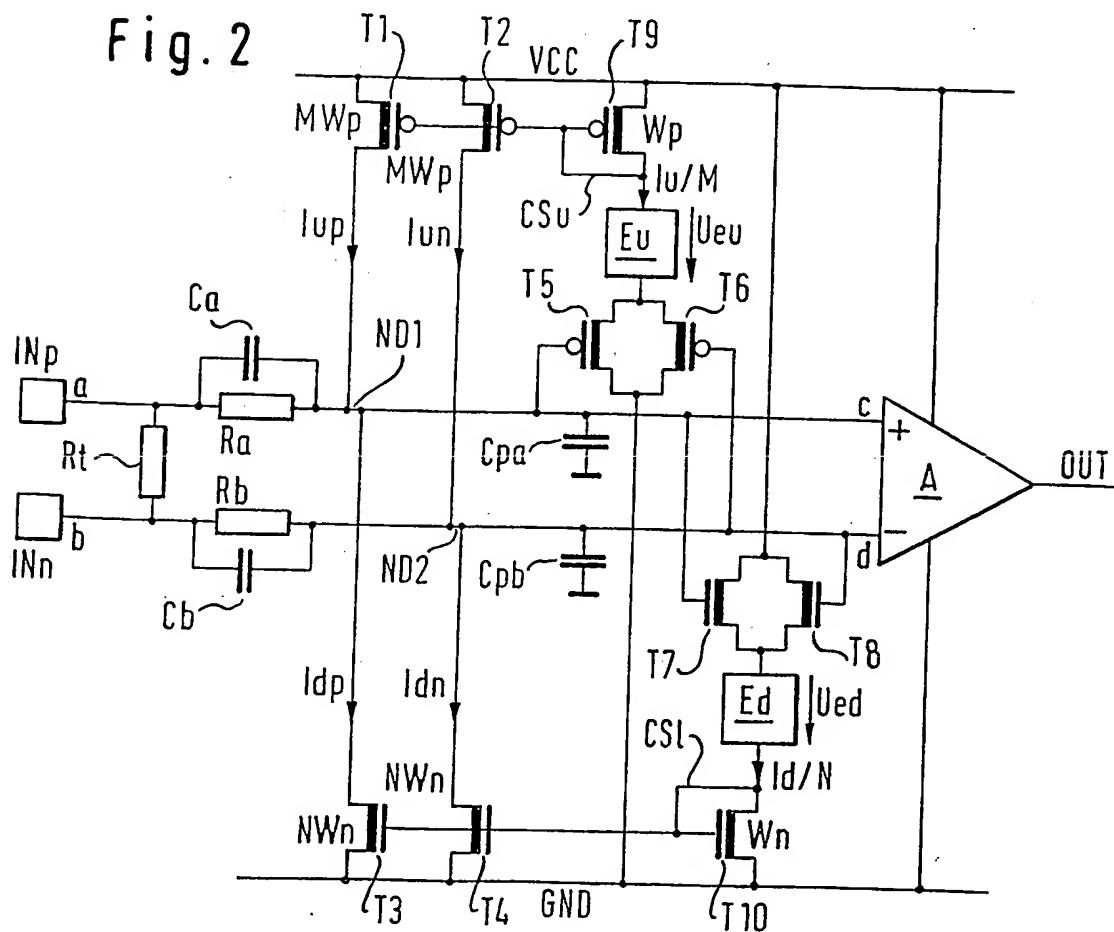 Fig. 2
T1
T2
T9
VCC
MWp
MWp
Wp
CSu
Iu/M
Iup
Iun
Eu
Ueu
T5
T6
Ca
ND1
INp
a
c
+
Ra
Cpa
Rt
A
OUT
Rb
−
INn
b
d
ND2
Cpb
Cb
T7
T8
Idp
Idn
Ed
Ued
CSl
Id/N
NWn
NWn
Wn
GND
T3
T4
T10